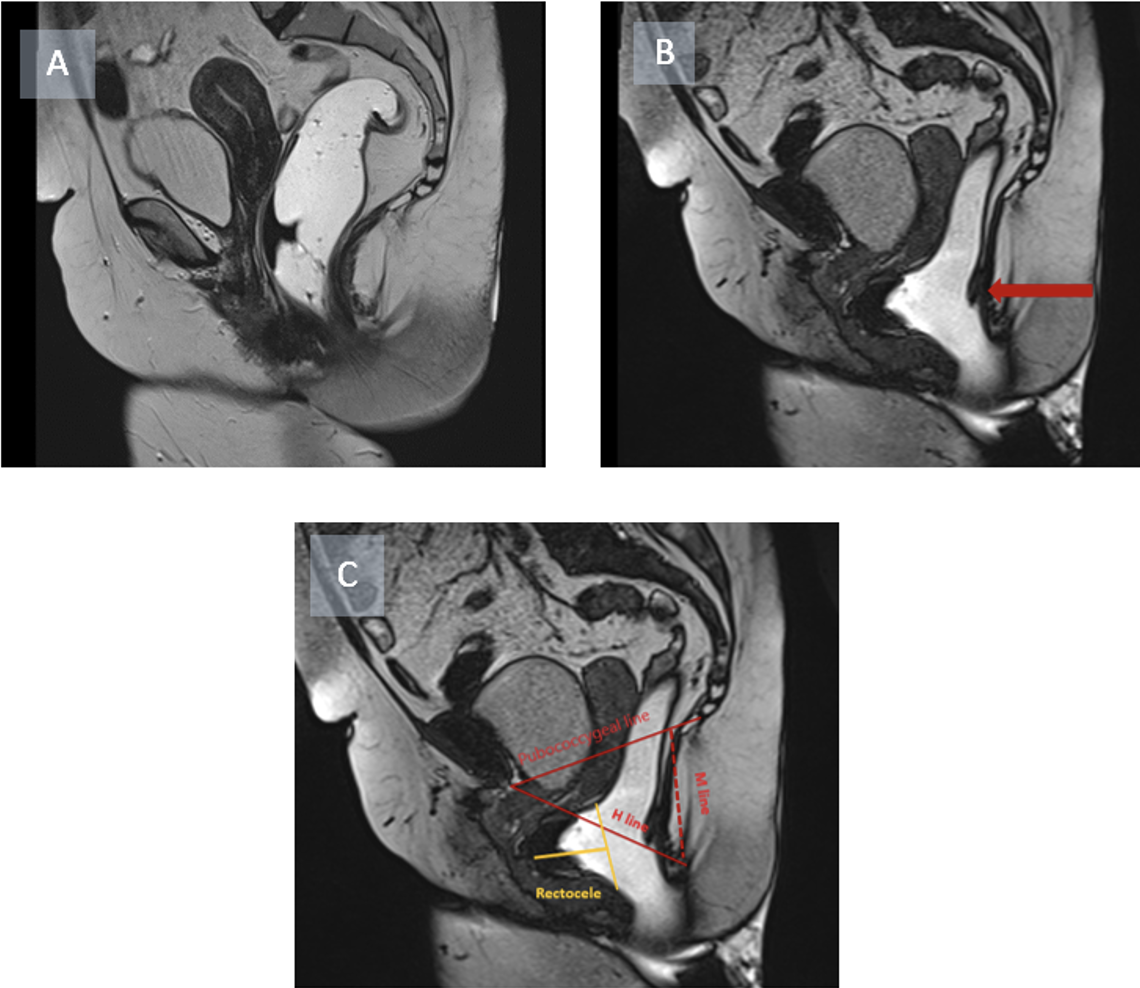 A
B
C
Pubococcygeal line
H line
M line
Rectocele